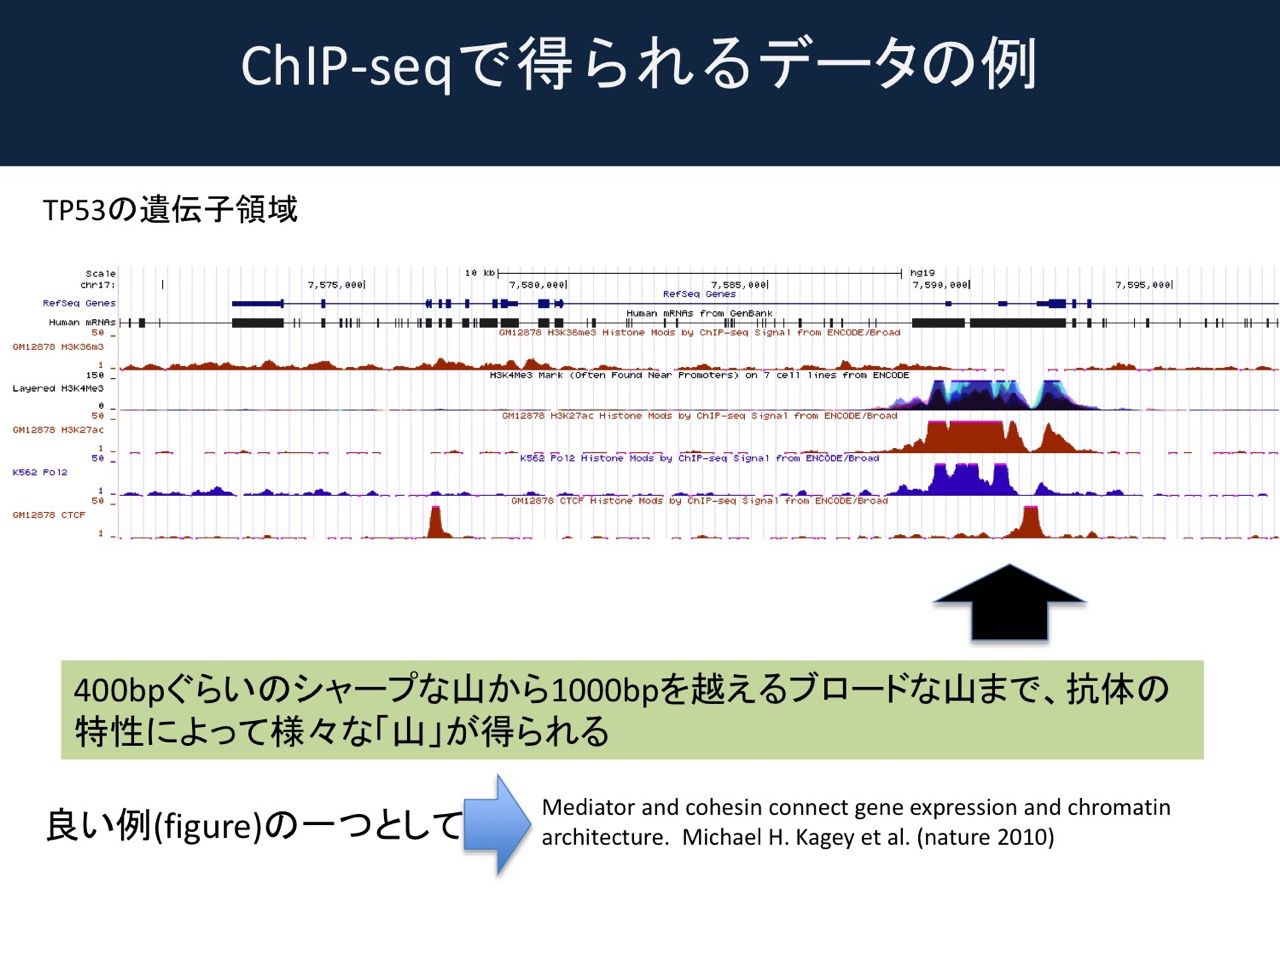 ChIP-seqで得られるデータの例
TP53の遺伝子領域
Scale 10 kb hg19
chr17: 7,575,000 7,580,000 7,585,000 7,590,000 7,595,000
RefSeq Genes
RefSeq Genes
Human mRNAs from GenBank
Human mRNAs
GM12878 H3K36me3 Histone Mods by ChIP-seq Signal from ENCODE/Broad
50
GM12878 H3K36m3
1
H3K4Me3 Mark (Often Found Near Promoters) on 7 cell lines from ENCODE
150
Layered H3K4Me3
0
GM12878 H3K27ac Histone Mods by ChIP-seq Signal from ENCODE/Broad
50
GM12878 H3K27ac
1
K562 Pol2 Histone Mods by ChIP-seq Signal from ENCODE/Broad
50
K562 Pol2
1
GM12878 CTCF Histone Mods by ChIP-seq Signal from ENCODE/Broad
50
GM12878 CTCF
1
400bpぐらいのシャープな山から1000bpを越えるブロードな山まで、抗体の
特性によって様々な「山」が得られる
良い例(figure)の一つとして
Mediator and cohesin connect gene expression and chromatin
architecture. Michael H. Kagey et al. (nature 2010)